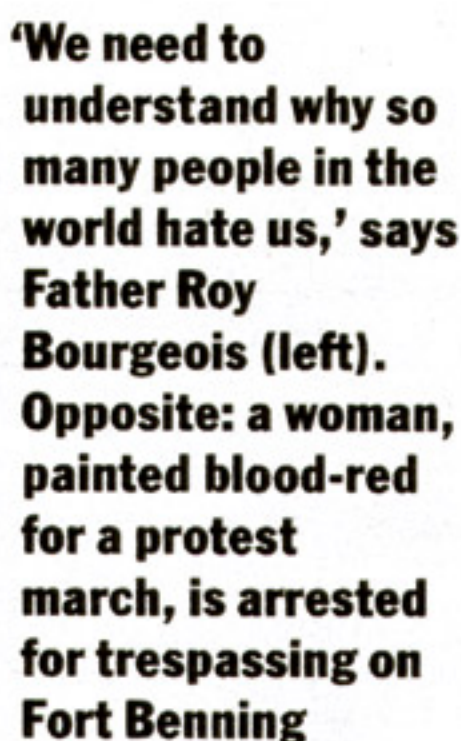 ‘We need to
understand why so
many people in the
world hate us,’ says
Father Roy
Bourgeois (left).
Opposite: a woman,
painted blood-red
for a protest
march, is arrested
for trespassing on
Fort Benning